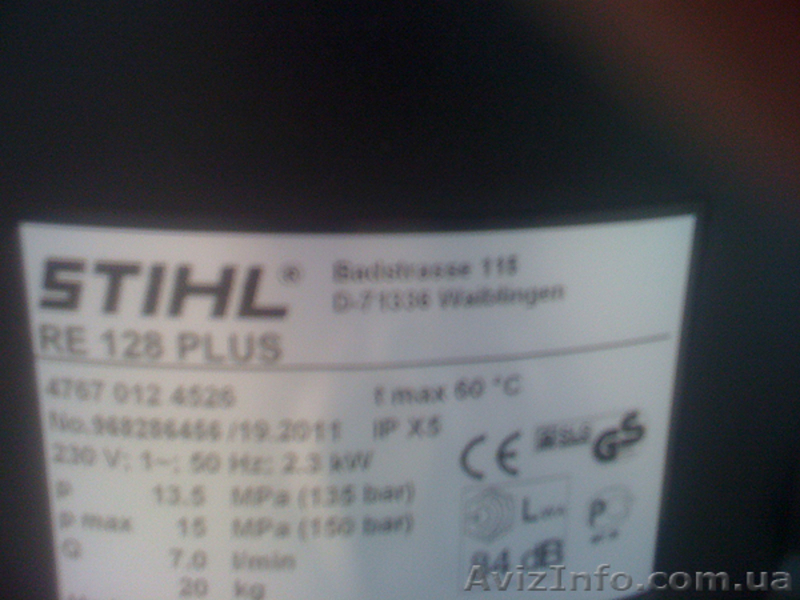 STIHL®
Badstrasse 115
D-71336 Waiblingen
RE 128 PLUS
4767 012 4526
t max 60 °C
No.968286456 /19.2011
IP X5
230 V; 1~; 50 Hz; 2.3 kW
CE
GS
p 13.5 MPa (135 bar)
p max 15 MPa (150 bar)
Q 7.0 l/min
20 kg
94 dB
AvizInfo.com.ua